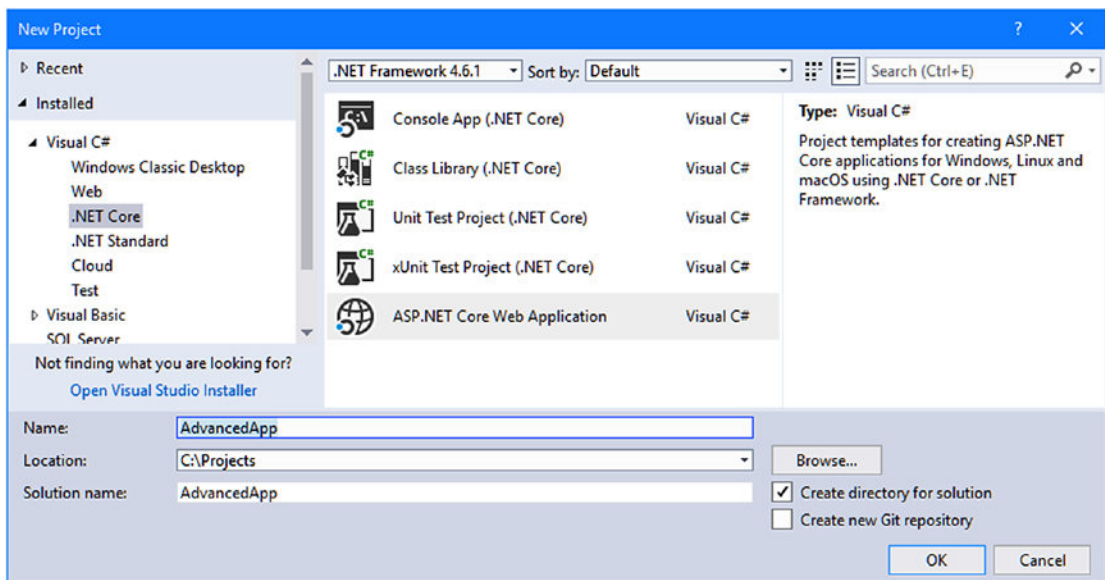 New Project
?
Recent
Installed
Visual C#
Windows Classic Desktop
Web
.NET Core
.NET Standard
Cloud
Test
Visual Basic
SQL Server
Not finding what you are looking for?
Open Visual Studio Installer
.NET Framework 4.6.1
Sort by: Default
Search (Ctrl+E)
C:\
Console App (.NET Core) Visual C#
C#
Class Library (.NET Core) Visual C#
C#
Unit Test Project (.NET Core) Visual C#
C#
xUnit Test Project (.NET Core) Visual C#
ASP.NET Core Web Application Visual C#
Type: Visual C#
Project templates for creating ASP.NET
Core applications for Windows, Linux and
macOS using .NET Core or .NET
Framework.
Name: AdvancedApp
Location: C:\Projects
Browse...
Solution name: AdvancedApp
Create directory for solution
Create new Git repository
OK Cancel